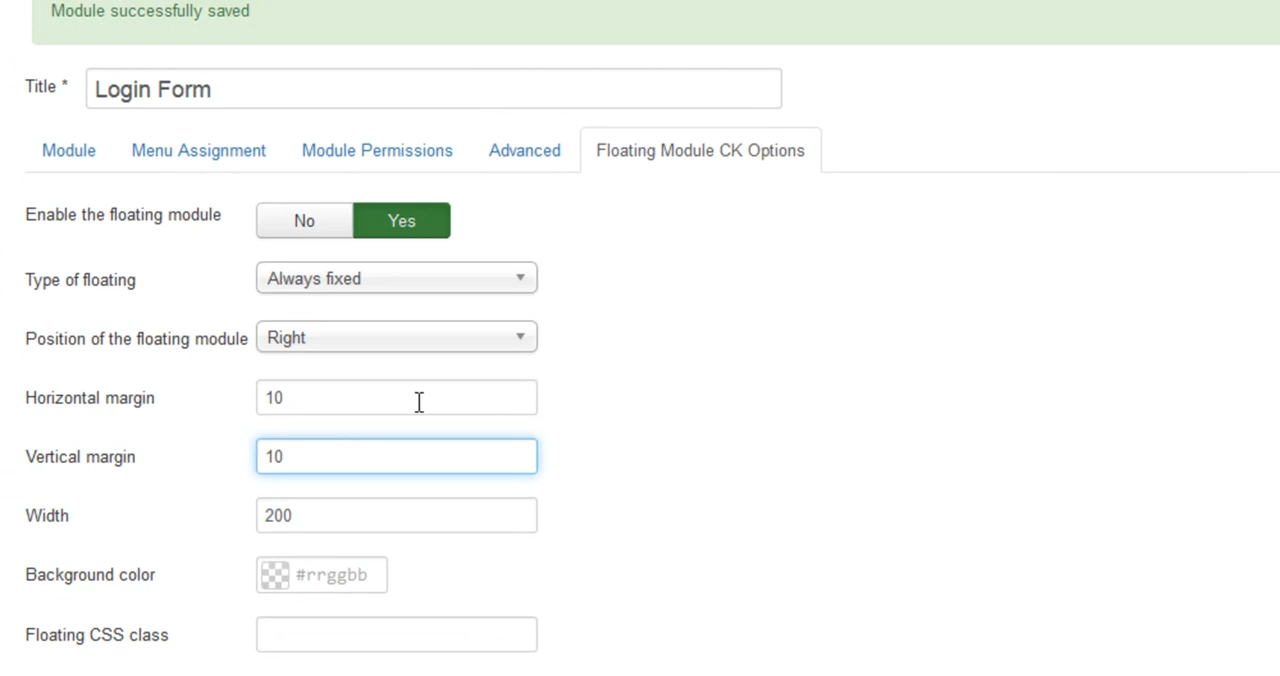 Module successfully saved
Title *
Login Form
Module
Menu Assignment
Module Permissions
Advanced
Floating Module CK Options
Enable the floating module
No
Yes
Type of floating
Always fixed
Position of the floating module
Right
Horizontal margin
10
Vertical margin
10
Width
200
Background color
#rrggbb
Floating CSS class